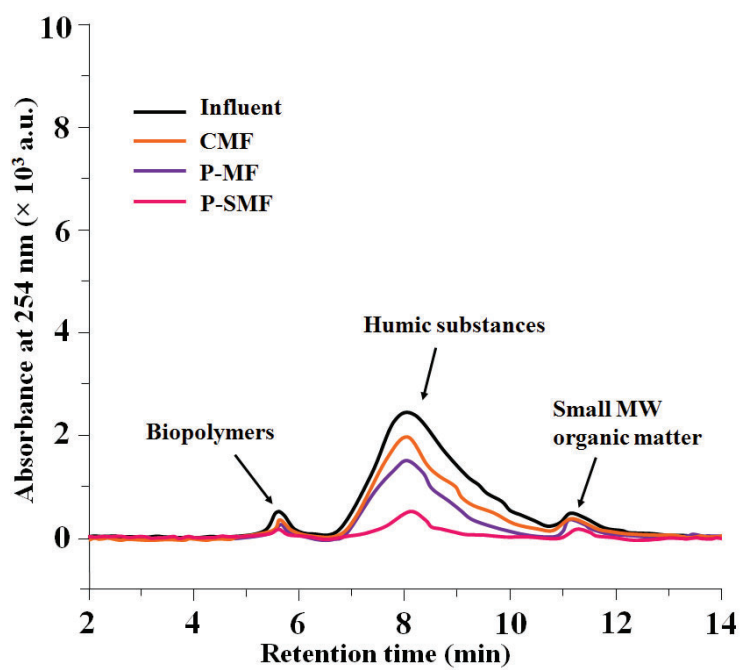 10
8
6
4
2
0
Absorbance at 254 nm (× 10³ a.u.)
Influent
CMF
P-MF
P-SMF
Humic substances
Biopolymers
Small MW
organic matter
2 4 6 8 10 12 14
Retention time (min)